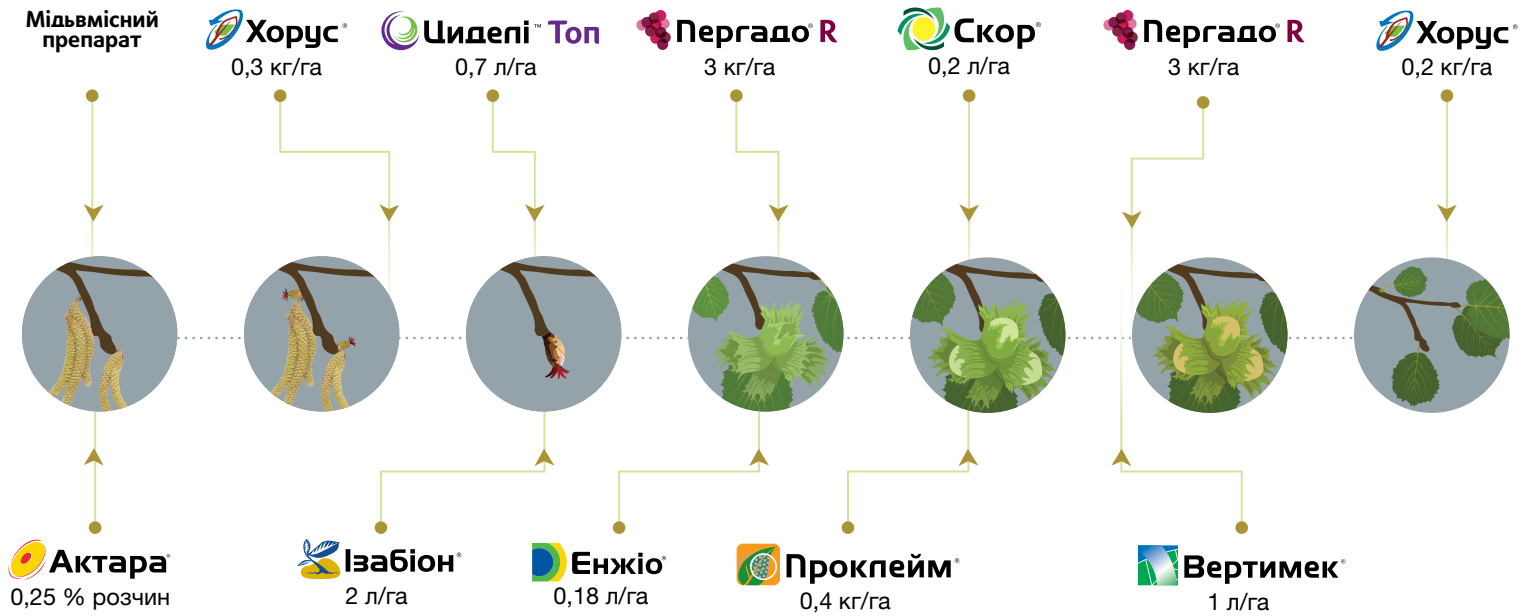 Мідьвмісний
препарат
Хорус®
0,3 кг/га
Циделі™ Топ
0,7 л/га
Пергадо® R
3 кг/га
Скор®
0,2 л/га
Пергадо® R
3 кг/га
Хорус®
0,2 кг/га
Актара®
0,25 % розчин
Ізабіон®
2 л/га
Енжіо®
0,18 л/га
Проклейм®
0,4 кг/га
Вертимек®
1 л/га